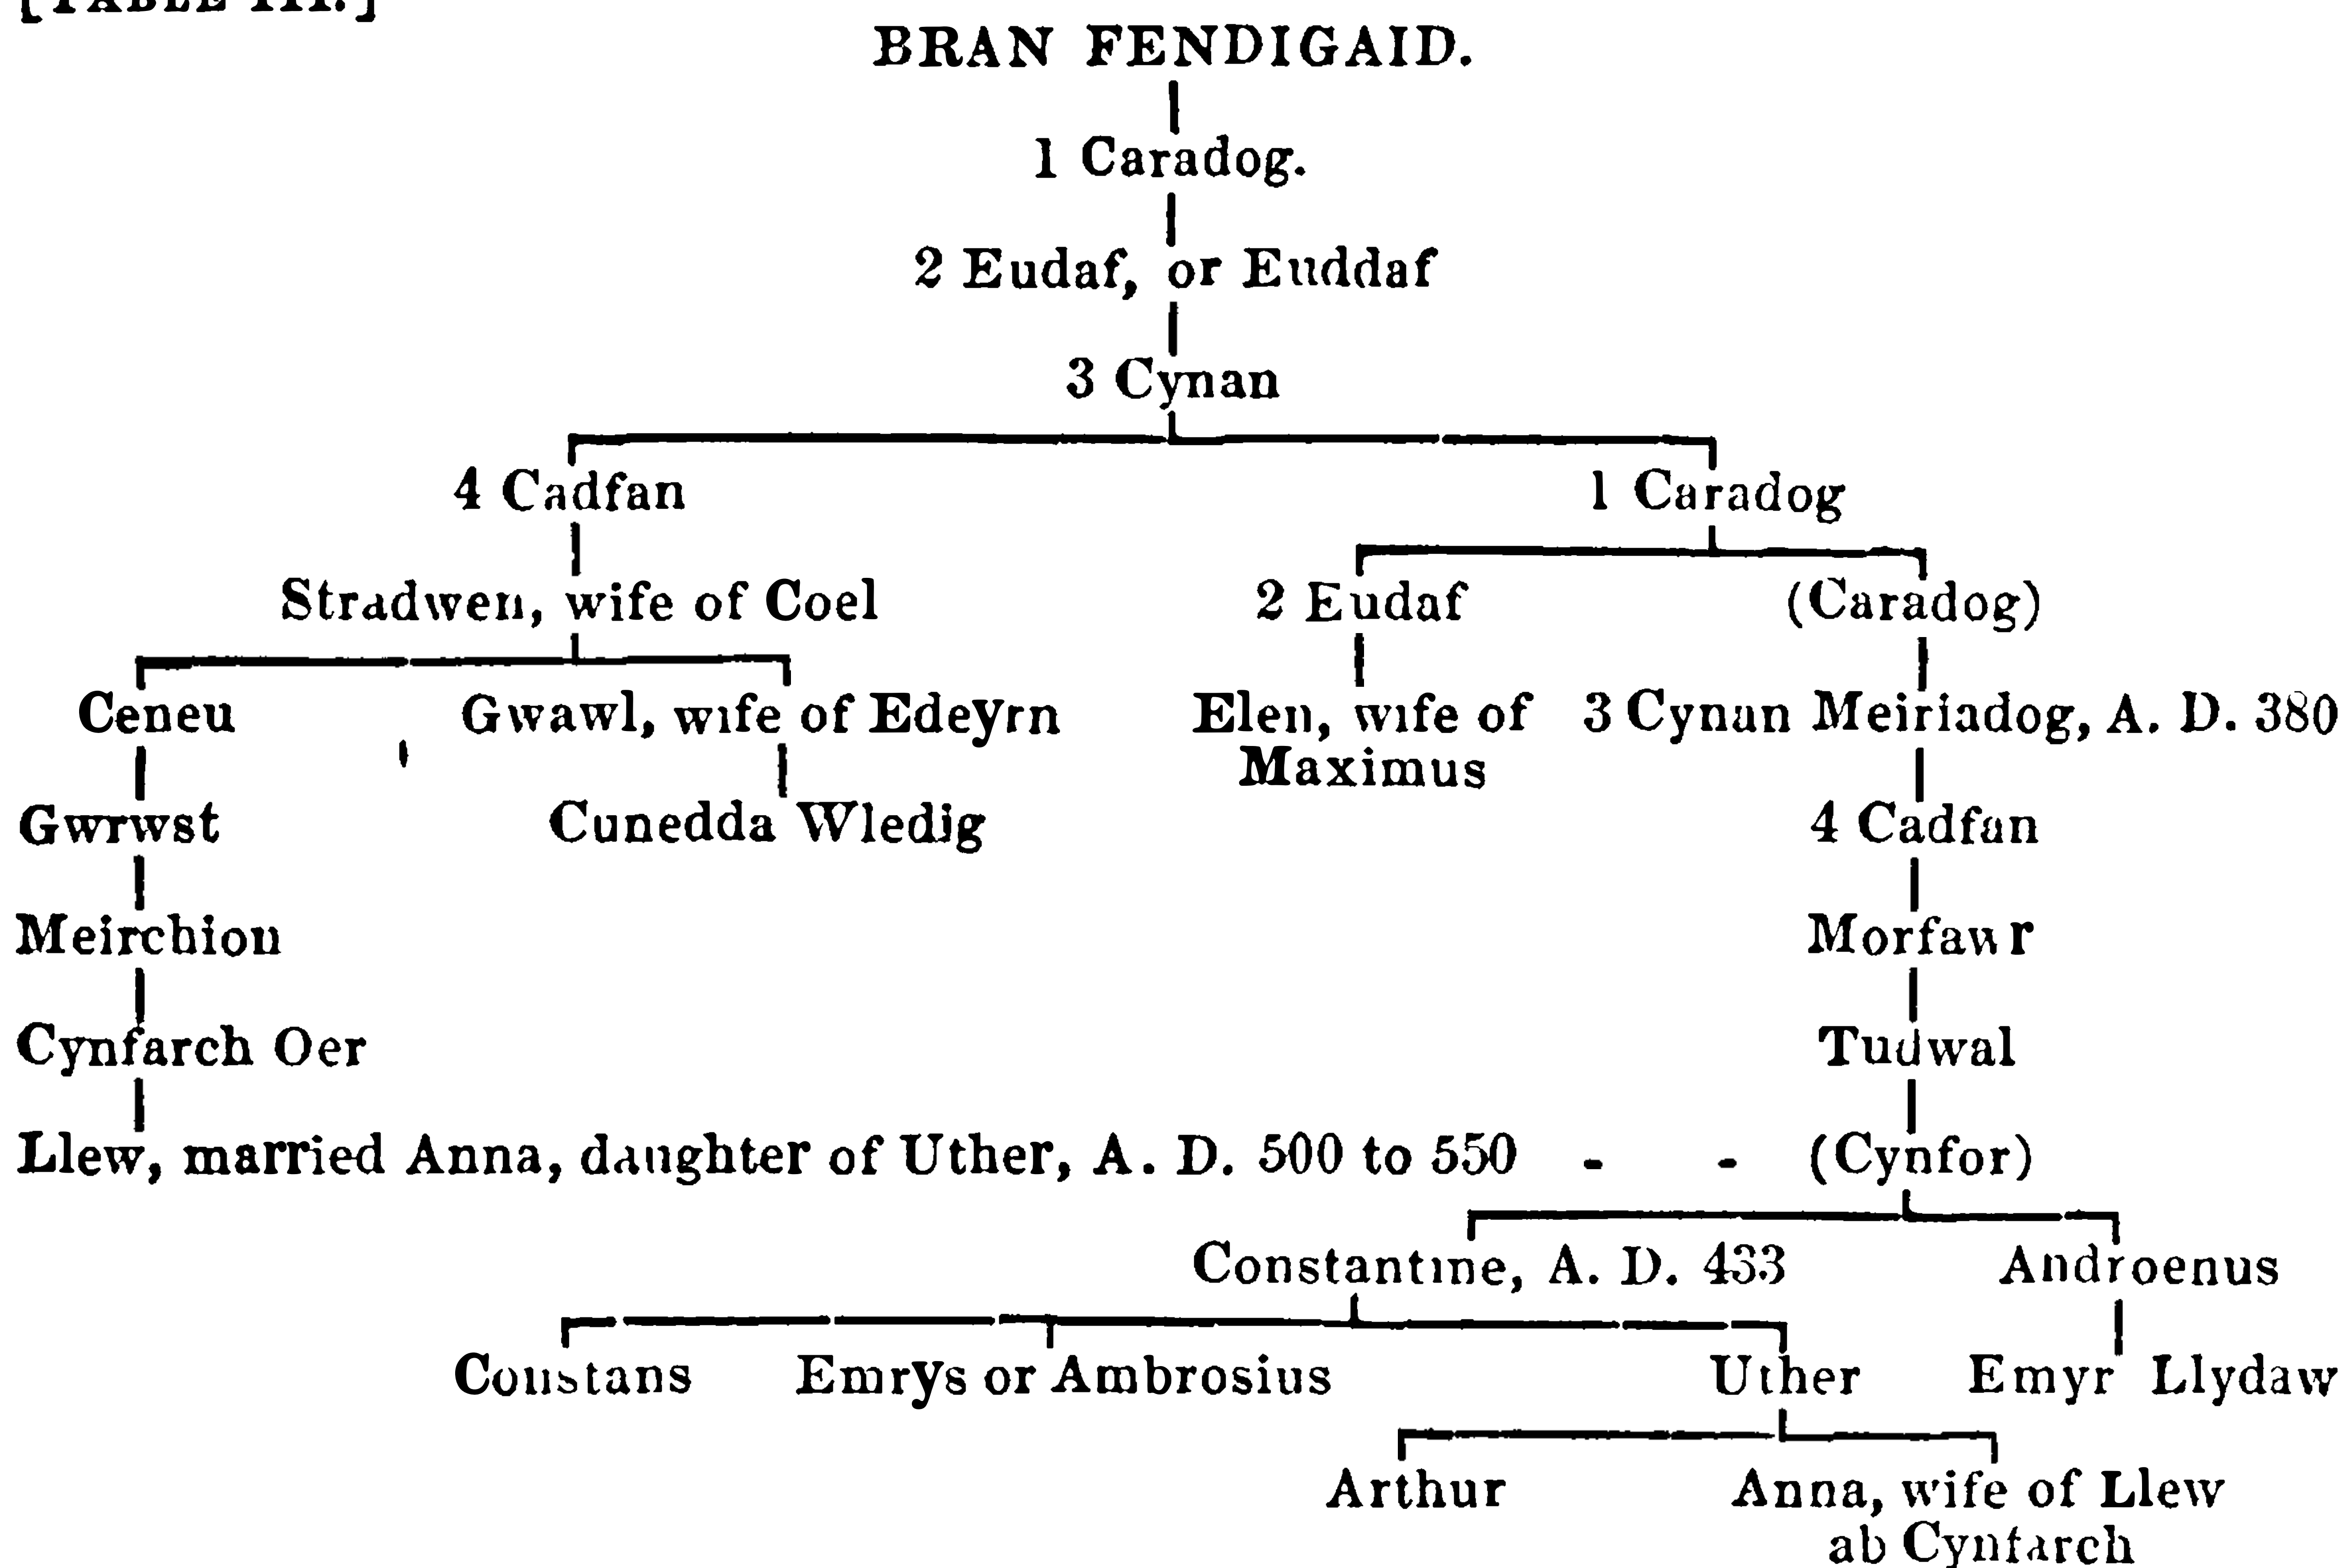 [TABLE III.]
BRAN FENDIGAID.
1 Caradog.
2 Eudaf, or Euddaf
3 Cynan
4 Cadfan 1 Caradog
Stradwen, wife of Coel 2 Eudaf (Caradog)
Ceneu Gwawl, wife of Edeyrn Elen, wife of 3 Cynan Meiriadog, A. D. 380
Maximus
Gwrwst Cunedda Wledig 4 Cadfan
Meirchion Morfawr
Cynfarch Oer Tudwal
Llew, married Anna, daughter of Uther, A. D. 500 to 550 - - (Cynfor)
Constantine, A. D. 433 Androenus
Constans Emrys or Ambrosius Uther Emyr Llydaw
Arthur Anna, wife of Llew
ab Cynfarch